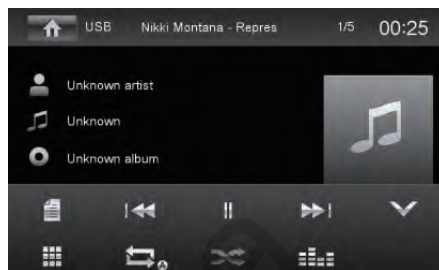 USB Nikki Montana - Repres 1/5 00:25
Unknown artist
Unknown
Unknown album